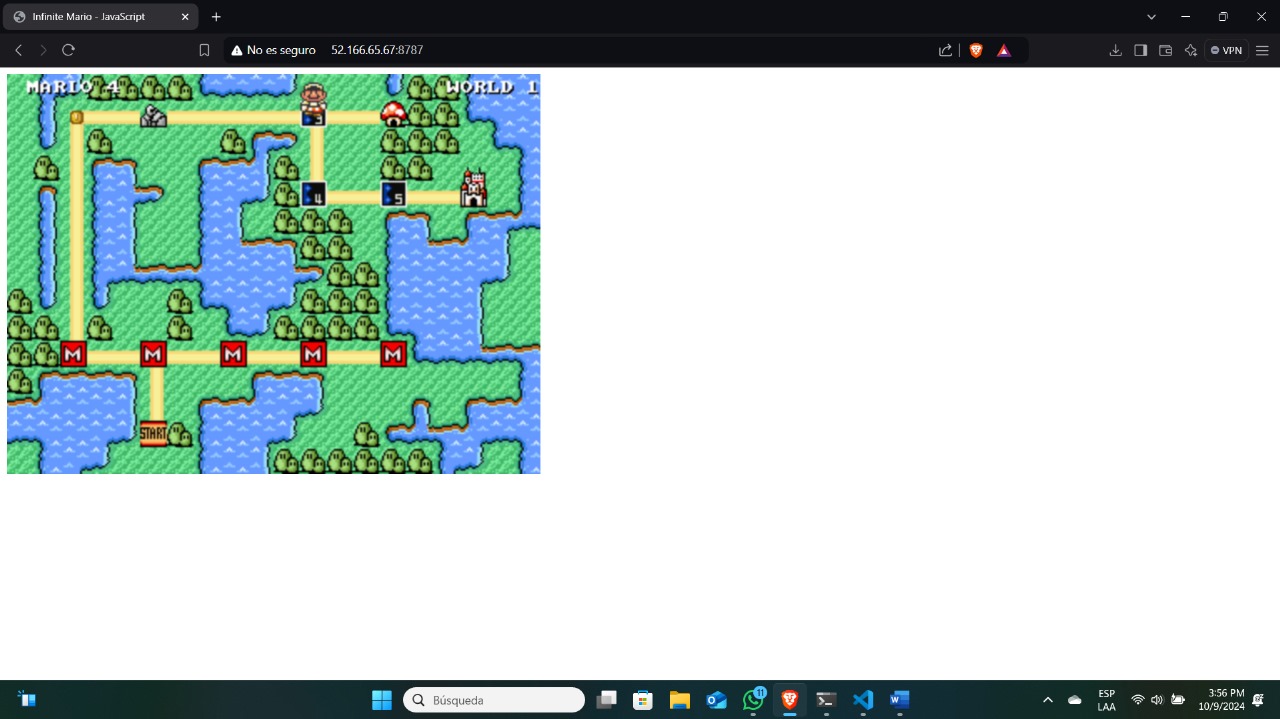 Infinite Mario - JavaScript
No es seguro 52.166.65.67:8787
VPN
MARIO 4
WORLD 1
3
4
5
M
M M M M M
START
Búsqueda
11
ESP
LAA
3:56 PM
10/9/2024